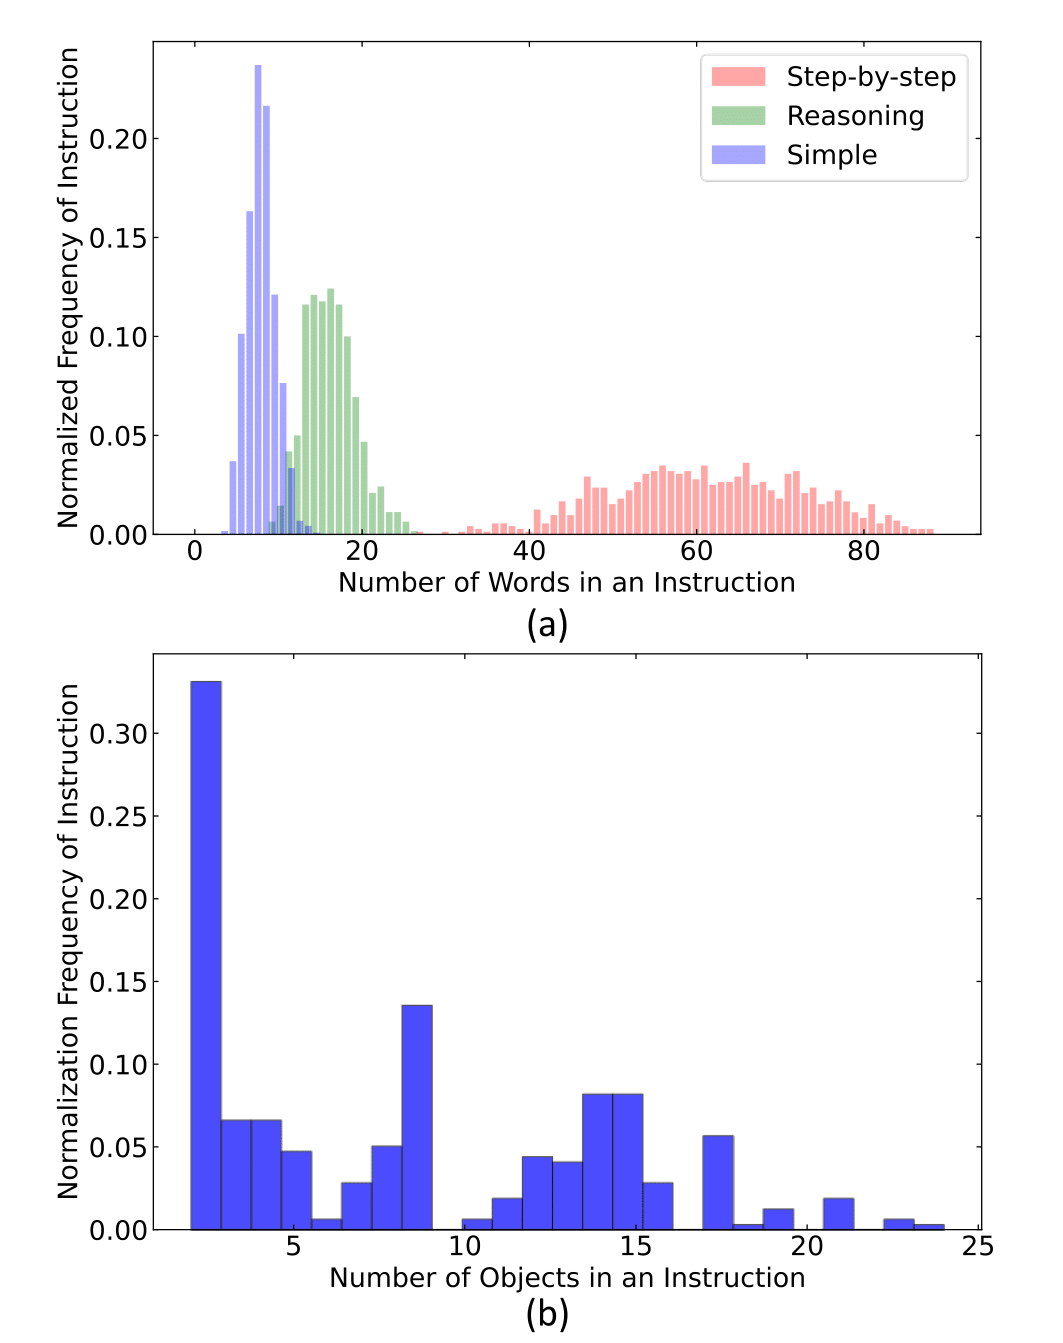 Normalized Frequency of Instruction
0.20
0.15
0.10
0.05
0.00
Step-by-step
Reasoning
Simple
0 20 40 60 80
Number of Words in an Instruction
(a)
Normalization Frequency of Instruction
0.30
0.25
0.20
0.15
0.10
0.05
0.00
5 10 15 20 25
Number of Objects in an Instruction
(b)